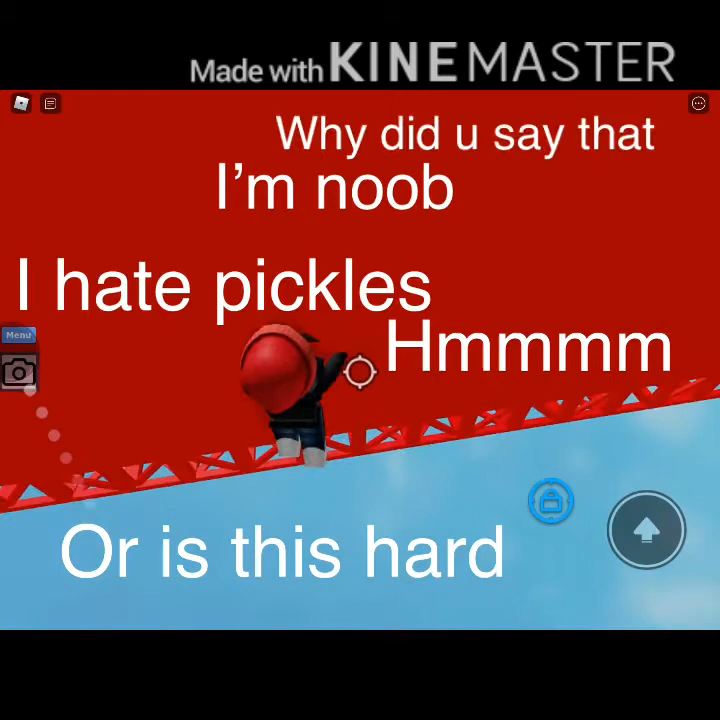 Made with KINEMASTER
Why did u say that
I'm noob
I hate pickles
Menu
Hmmmm
Or is this hard